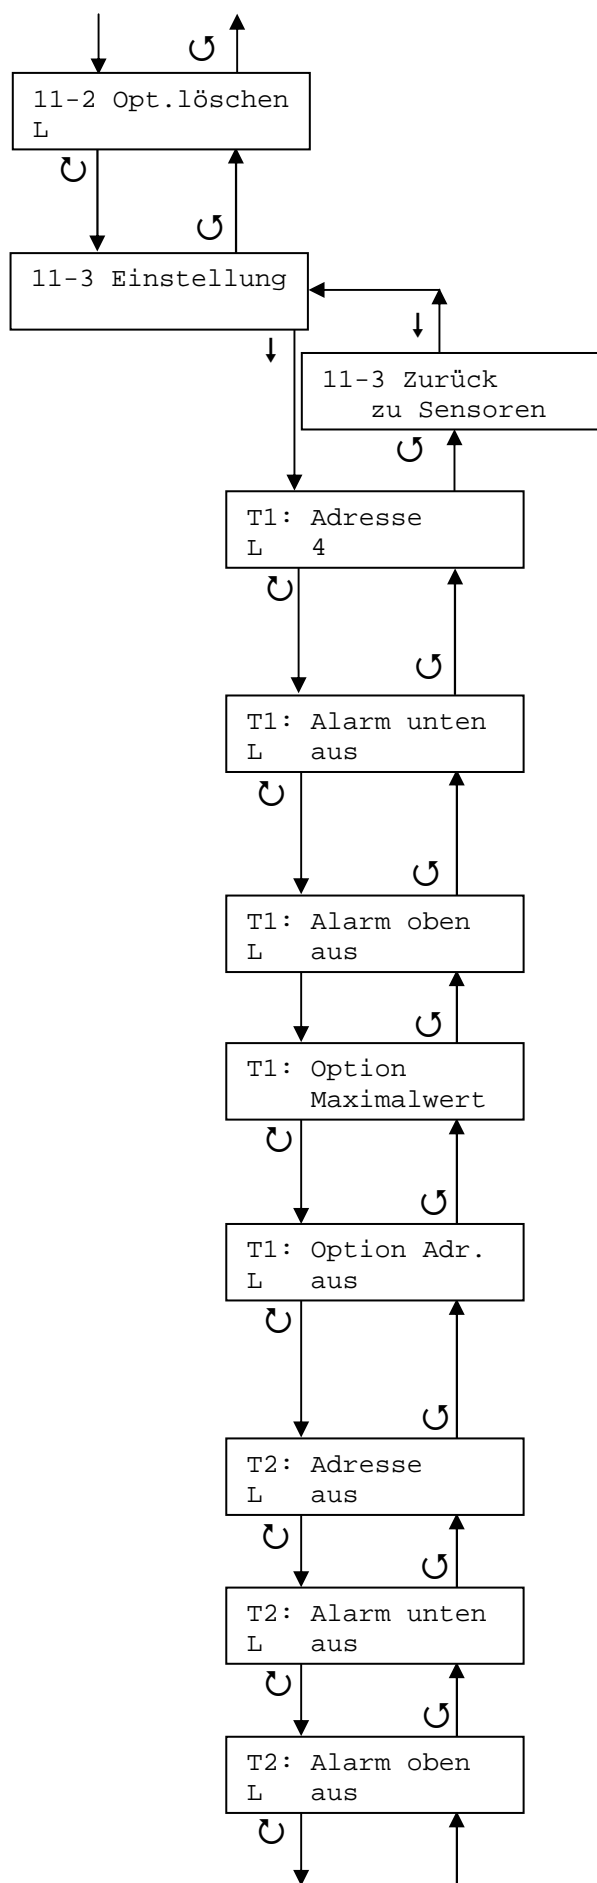 11-2 Opt.löschen
L
11-3 Einstellung
11-3 Zurück
zu Sensoren
T1: Adresse
L 4
T1: Alarm unten
L aus
T1: Alarm oben
L aus
T1: Option
Maximalwert
T1: Option Adr.
L aus
T2: Adresse
L aus
T2: Alarm unten
L aus
T2: Alarm oben
L aus